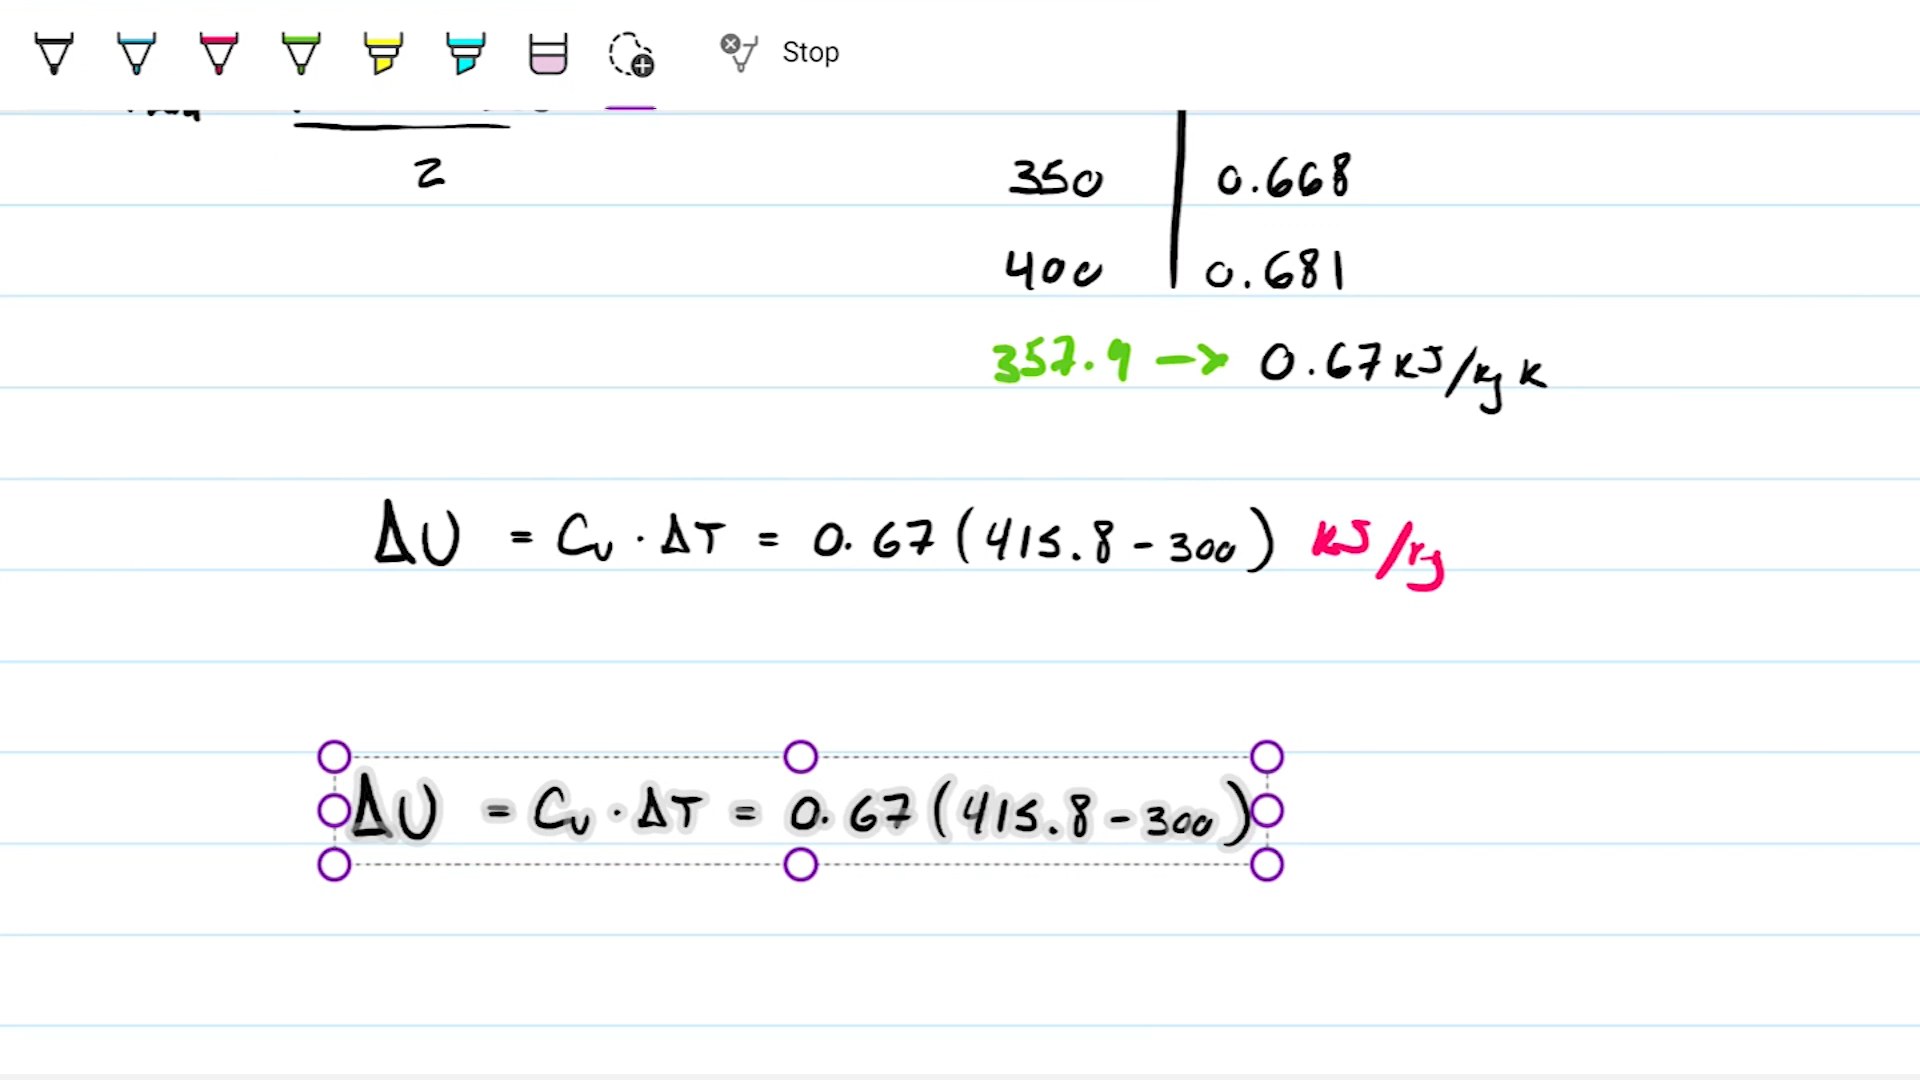 Stop
2
350 0.668
400 0.681
357.9 → 0.67 kJ/kg K
ΔU = Cv · ΔT = 0.67 (415.8 - 300) kJ/kg
ΔU = Cv · ΔT = 0.67 (415.8 - 300)